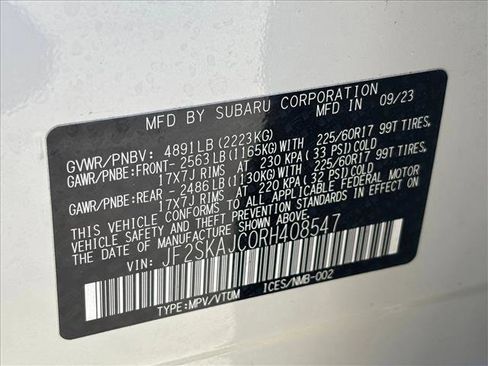 MFD BY SUBARU CORPORATION MFD IN 09/23
GVWR/PNBV: 4891LB(2223KG)
GAWR/PNBE:FRONT- 2563LB(1165KG)WITH 225/60R17 99T TIRES,
17x7J RIMS AT 230 KPA(33 PSI)COLD
GAWR/PNBE:REAR - 2486LB(1130KG)WITH 225/60R17 99T TIRES,
17x7J RIMS AT 220 KPA(32 PSI)COLD
THIS VEHICLE CONFORMS TO ALL APPLICABLE FEDERAL MOTOR
VEHICLE SAFETY AND THEFT PREVENTION STANDARDS IN EFFECT ON
THE DATE OF MANUFACTURE SHOWN ABOVE.
VIN: JF2SKAJC0RH408547
TYPE:MPV/VTUM ICES/NMB-002